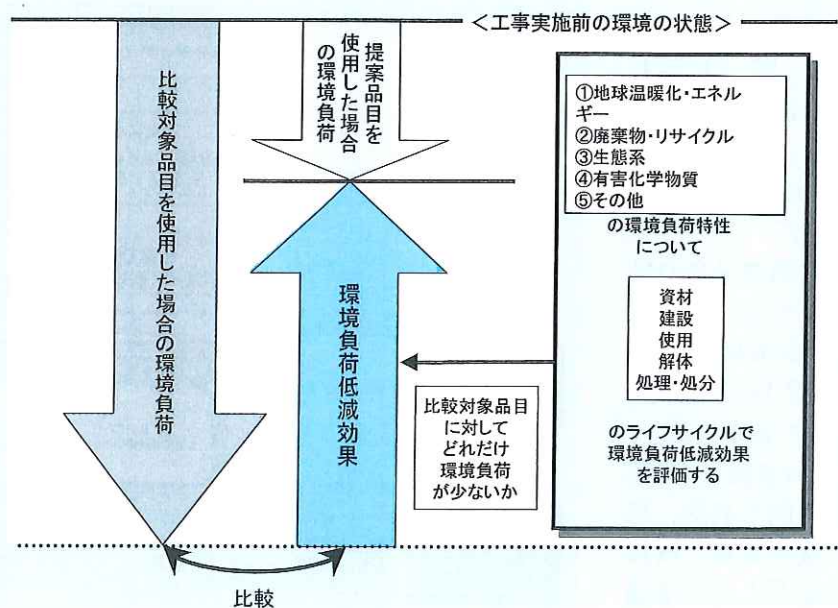 ＜工事実施前の環境の状態＞
比較対象品目を使用した場合の環境負荷
提案品目を
使用した場合
の環境負荷
環境負荷低減効果
①地球温暖化・エネル
ギー
②廃棄物・リサイクル
③生態系
④有害化学物質
⑤その他
の環境負荷特性
について
資材
建設
使用
解体
処理・処分
のライフサイクルで
環境負荷低減効果
を評価する
比較対象品目
に対して
どれだけ
環境負荷
が少ないか
比較